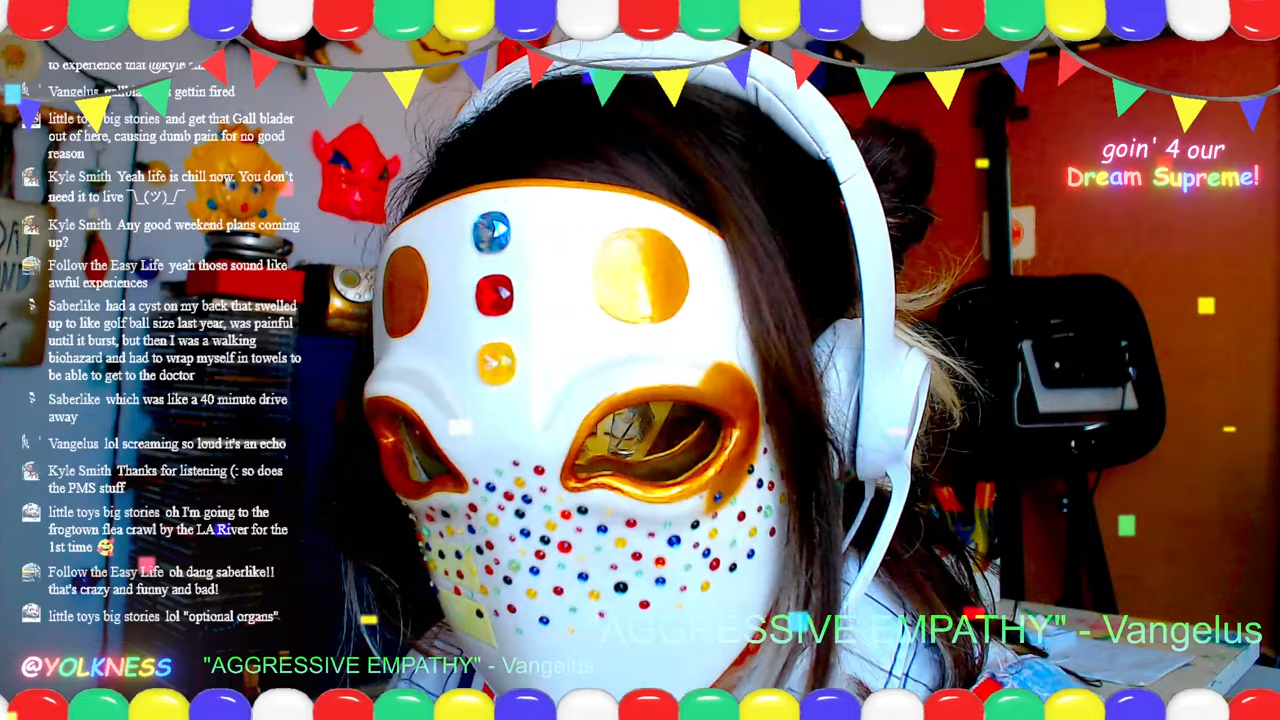 to experience that @kyle
Vangelus gettin fired
little toys big stories and get that Gall blader
out of here, causing dumb pain for no good
reason
Kyle Smith Yeah life is chill now. You don't
need it to live ¯\_(ツ)_/¯
Kyle Smith Any good weekend plans coming
up?
Follow the Easy Life yeah those sound like
awful experiences
Saberlike had a cyst on my back that swelled
up to like golf ball size last year, was painful
until it burst, but then I was a walking
biohazard and had to wrap myself in towels to
be able to get to the doctor
Saberlike which was like a 40 minute drive
away
Vangelus lol screaming so loud it's an echo
Kyle Smith Thanks for listening (: so does
the PMS stuff
little toys big stories oh I'm going to the
frogtown flea crawl by the LA River for the
1st time 🥰
Follow the Easy Life oh dang saberlike!!
that's crazy and funny and bad!
little toys big stories lol "optional organs"
goin' 4 our
Dream Supreme!
"AGGRESSIVE EMPATHY" - Vangelus
@YOLKNESS "AGGRESSIVE EMPATHY" - Vangelus